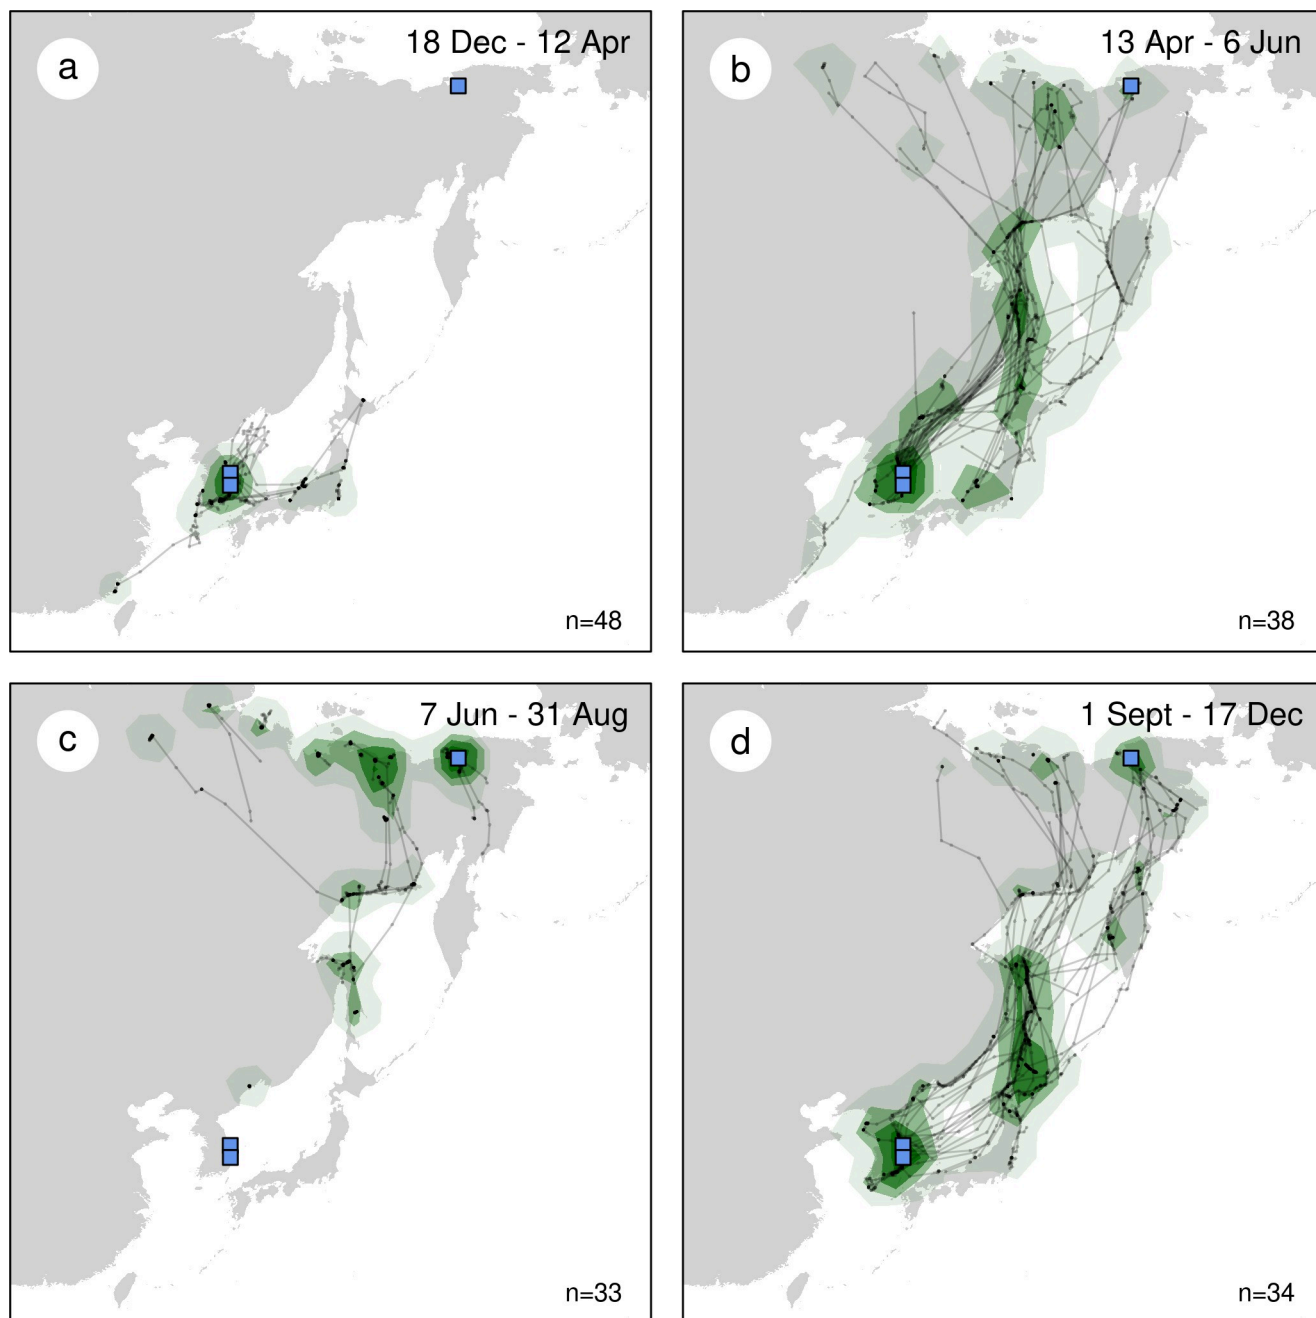 a
18 Dec - 12 Apr
n=48
b
13 Apr - 6 Jun
n=38
c
7 Jun - 31 Aug
n=33
d
1 Sept - 17 Dec
n=34